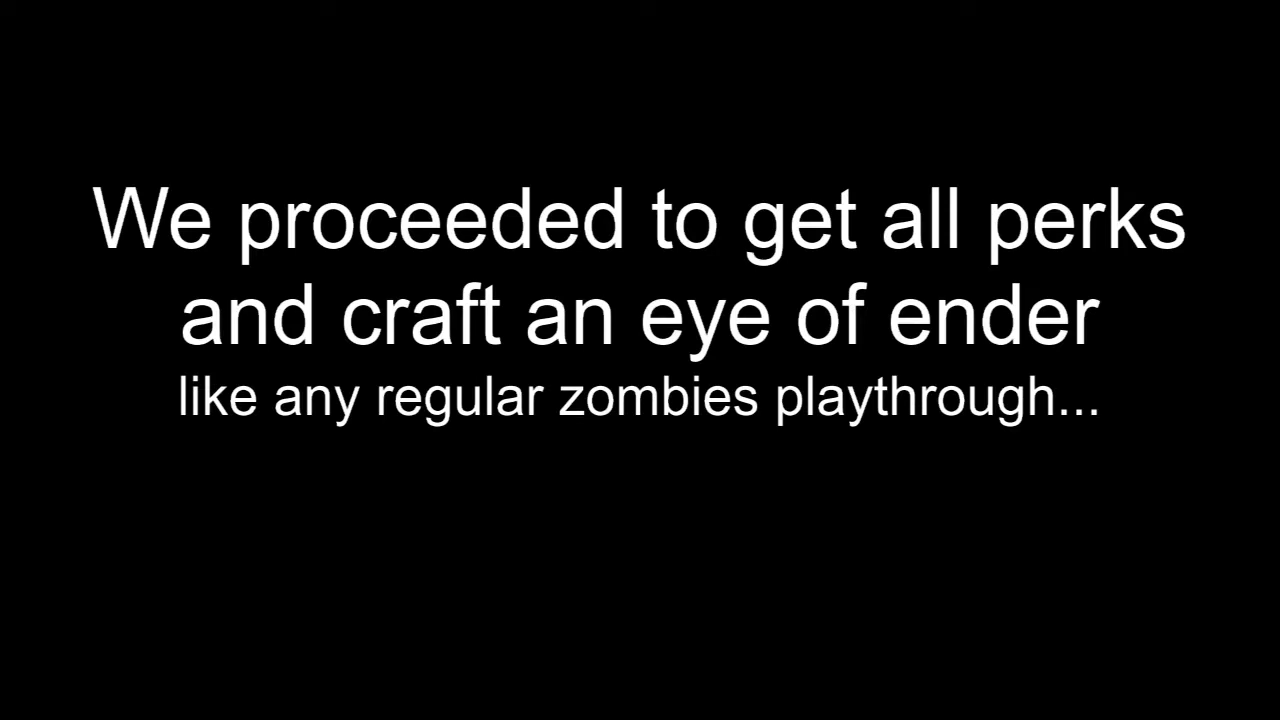 We proceeded to get all perks
and craft an eye of ender
like any regular zombies playthrough...